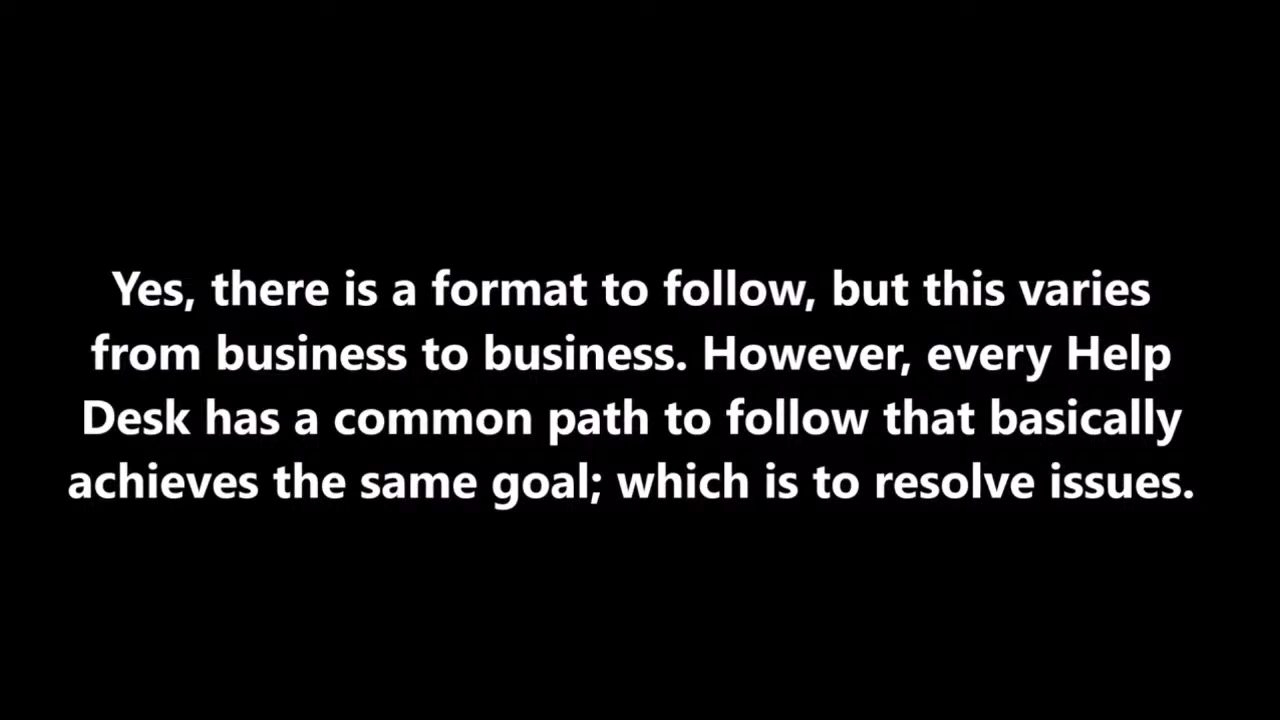 Yes, there is a format to follow, but this varies
from business to business. However, every Help
Desk has a common path to follow that basically
achieves the same goal; which is to resolve issues.